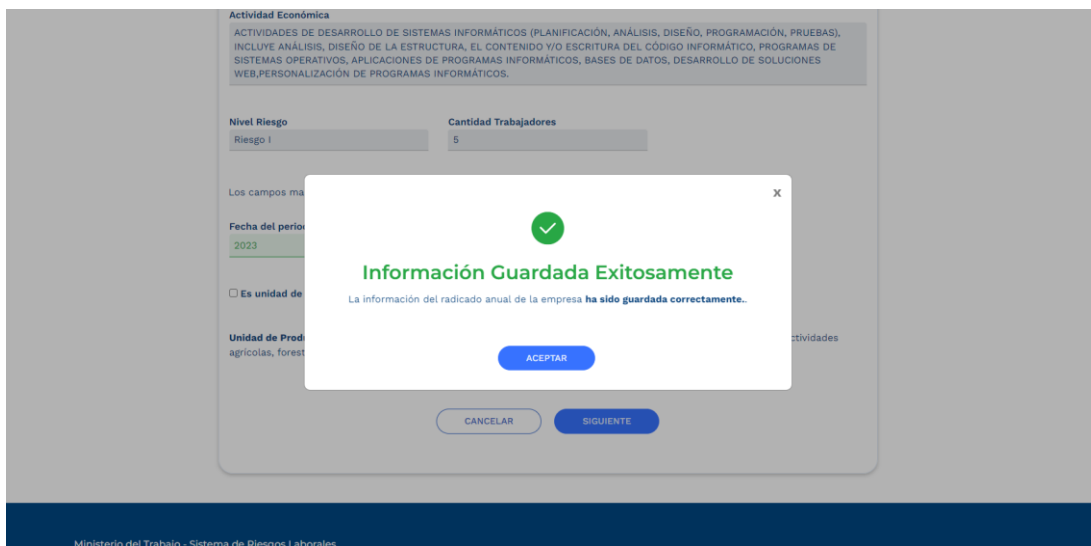 Actividad Económica
ACTIVIDADES DE DESARROLLO DE SISTEMAS INFORMÁTICOS (PLANIFICACIÓN, ANÁLISIS, DISEÑO, PROGRAMACIÓN, PRUEBAS),
INCLUYE ANÁLISIS, DISEÑO DE LA ESTRUCTURA, EL CONTENIDO Y/O ESCRITURA DEL CÓDIGO INFORMÁTICO, PROGRAMAS DE
SISTEMAS OPERATIVOS, APLICACIONES DE PROGRAMAS INFORMÁTICOS, BASES DE DATOS, DESARROLLO DE SOLUCIONES
WEB,PERSONALIZACIÓN DE PROGRAMAS INFORMÁTICOS.
Nivel Riesgo Cantidad Trabajadores
Riesgo I 5
Los campos ma
x
Fecha del period
2023
Información Guardada Exitosamente
Es unidad de
La información del radicado anual de la empresa ha sido guardada correctamente..
Unidad de Produ ctividades
agrícolas, forest
ACEPTAR
CANCELAR SIGUIENTE
Ministerio del Trabajo - Sistema de Riesgos Laborales